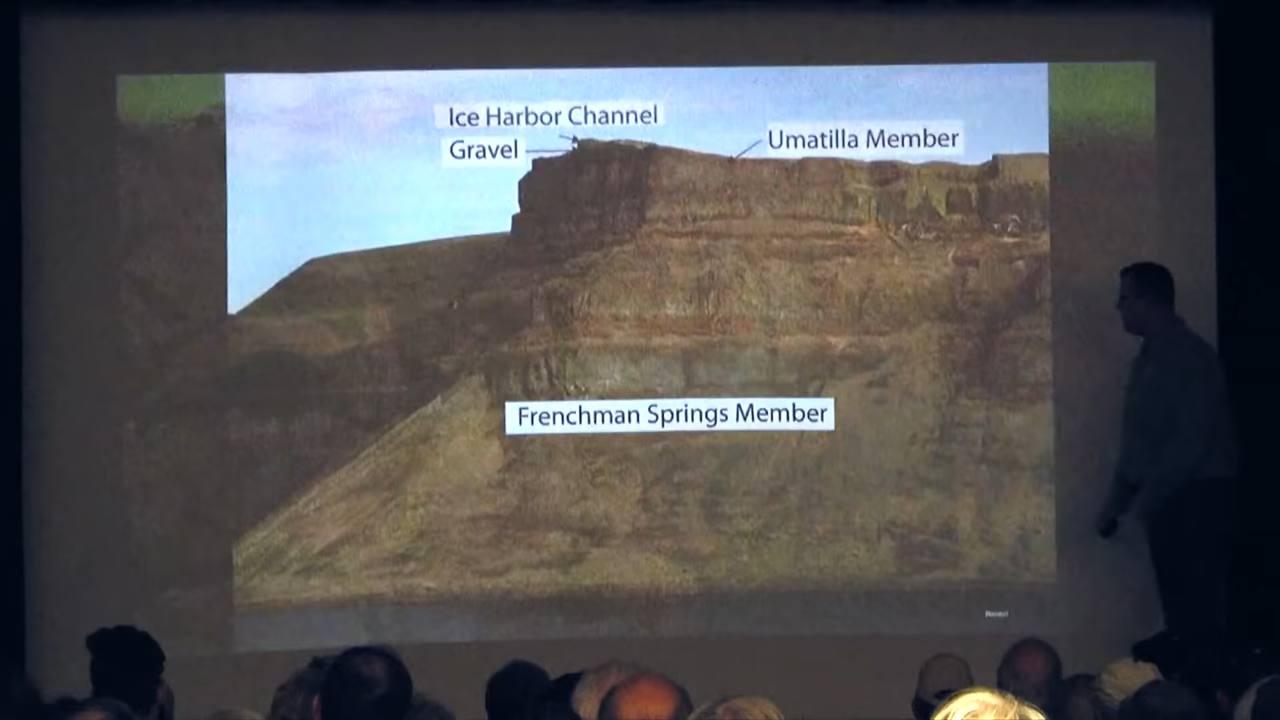 Ice Harbor Channel
Gravel
Umatilla Member
Frenchman Springs Member